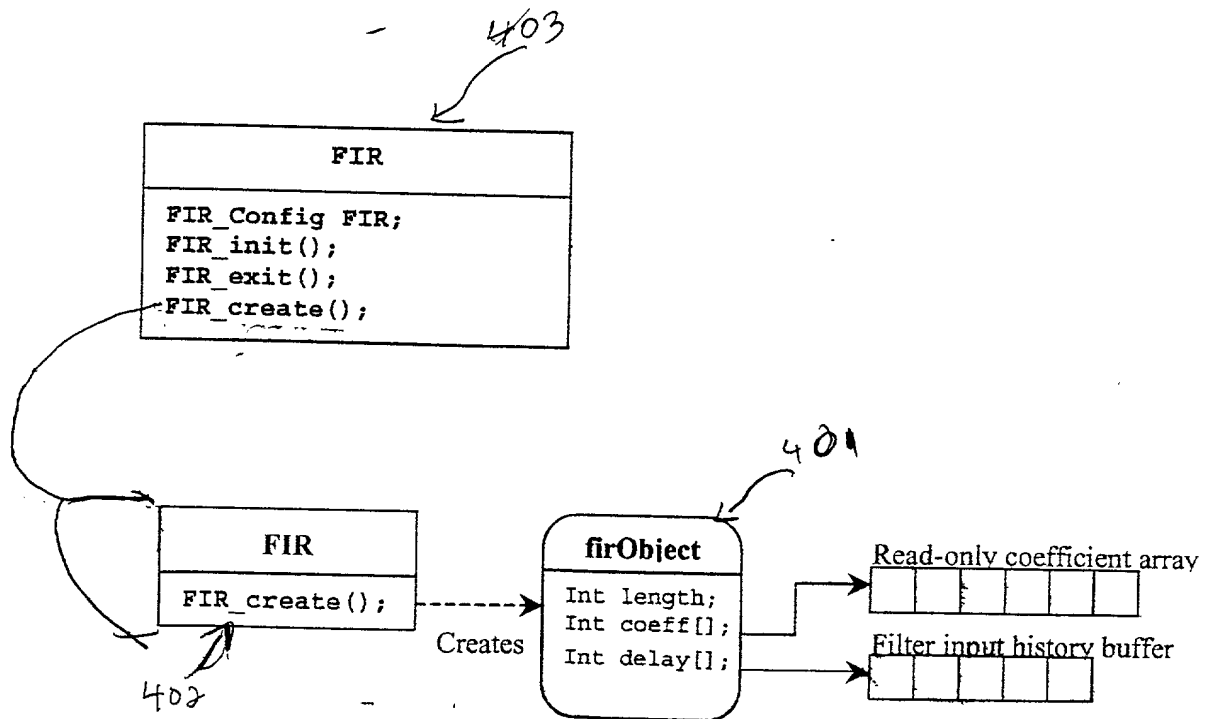 403
FIR
FIR_Config FIR;
FIR_init();
FIR_exit();
FIR_create();
401
FIR
FIR_create();
Creates
402
firObject
Int length;
Int coeff[];
Int delay[];
Read-only coefficient array
Filter input history buffer